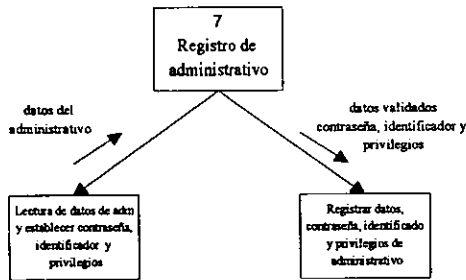 7
Registro de
administrativo
datos del
administrativo
datos validados
contraseña, identificador y
privilegios
Lectura de datos de adm
y establecer contraseña,
identificador y
privilegios
Registrar datos,
contraseña, identificado
y privilegios de
administrativo